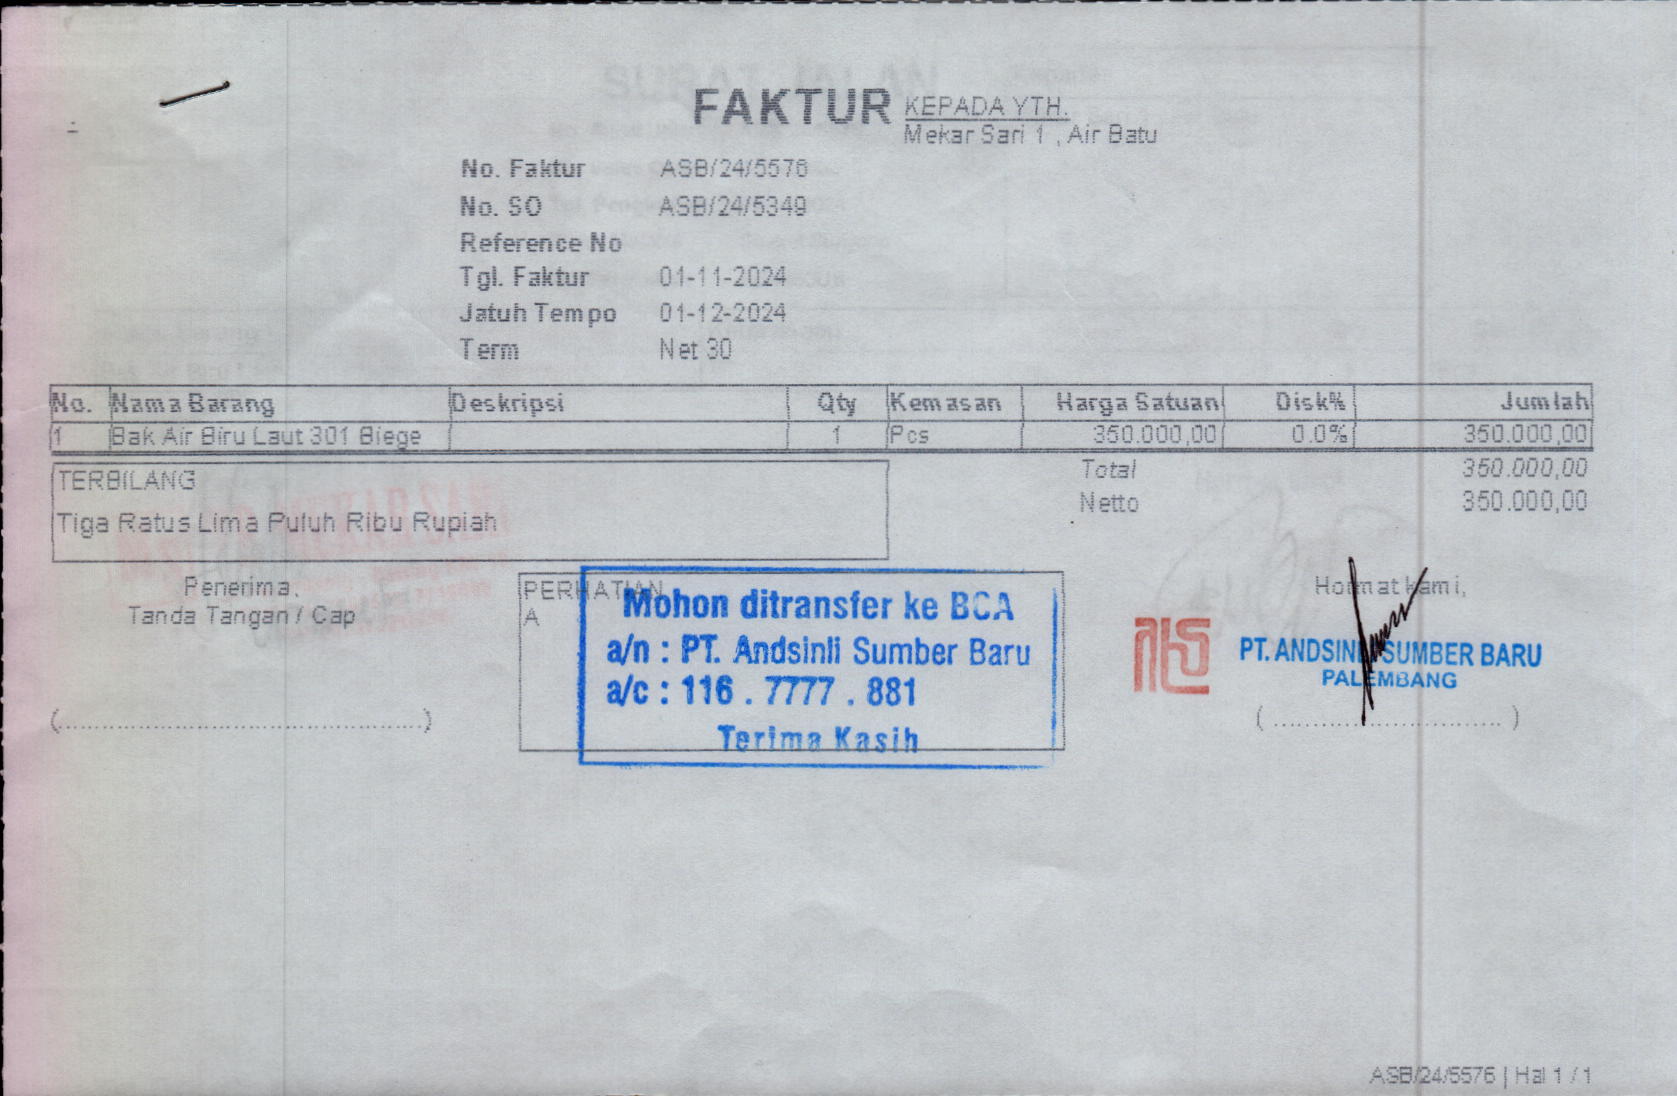 FAKTUR
KEPADA YTH.
Mekar Sari 1 , Air Batu
No. Faktur ASB/24/5576
No. SO ASB/24/5349
Reference No
Tgl. Faktur 01-11-2024
Jatuh Tempo 01-12-2024
Term Net 30
No. Nama Barang Deskripsi Qty Kemasan Harga Satuan Disk% Jumlah
1 Bak Air Biru Laut 301 Biege 1 Pcs 350.000,00 0.0% 350.000,00
Total 350.000,00
Netto 350.000,00
TERBILANG
Tiga Ratus Lima Puluh Ribu Rupiah
Penerima,
Tanda Tangan / Cap
(..............................................)
PERHATIAN
A
Mohon ditransfer ke BCA
a/n : PT. Andsinli Sumber Baru
a/c : 116 . 7777 . 881
Terima Kasih
Hormat kami,
PT. ANDSINLI SUMBER BARU
PALEMBANG
( ............................. )
ASB/24/5576 | Hal 1 / 1